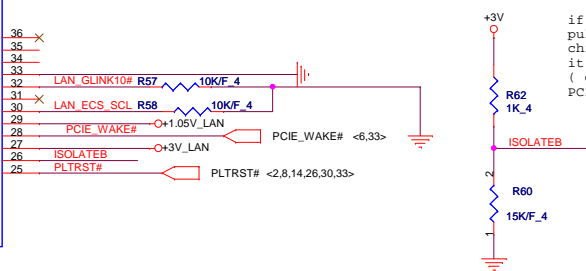 36
35
34
33
32 LAN_GLINK10# R57 10K/F_4
31
30 LAN_ECS_SCL R58 10K/F_4
29 +1.05V_LAN
28 PCIE_WAKE# PCIE_WAKE# <6,33>
27 +3V_LAN
26 ISOLATEB
25 PLTRST# PLTRST# <2,8,14,26,30,33>
+3V
R62
1K_4
ISOLATEB
2
R60
15K/F_4
1
if
pu
ch
it
(
PC